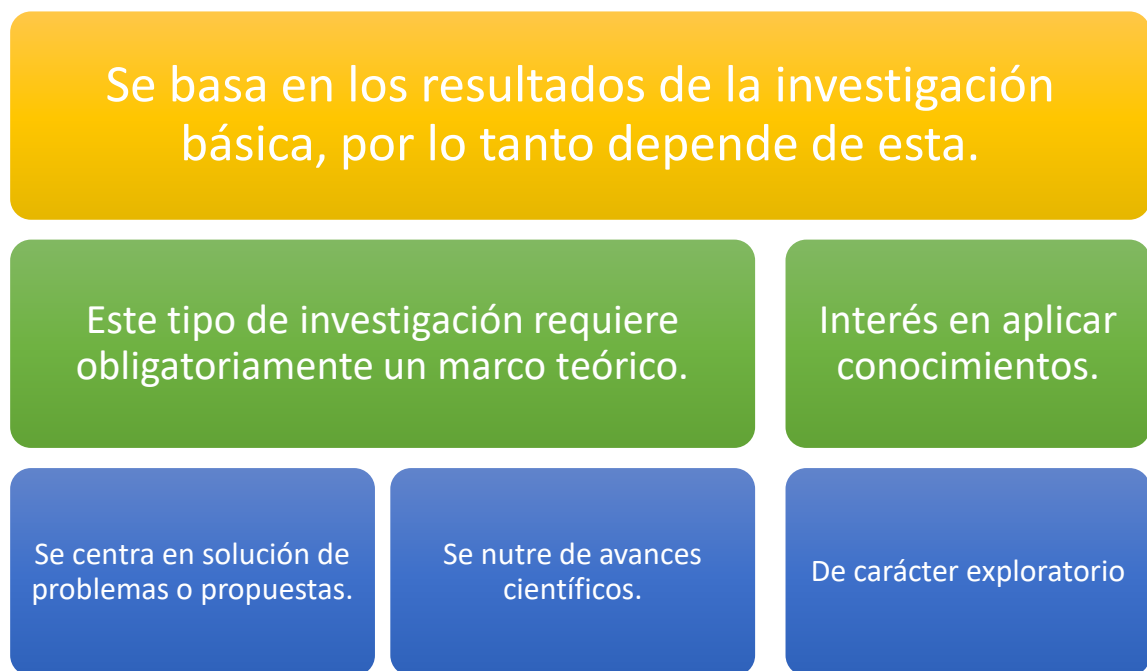 Se basa en los resultados de la investigación
básica, por lo tanto depende de esta.
Este tipo de investigación requiere
obligatoriamente un marco teórico.
Interés en aplicar
conocimientos.
Se centra en solución de
problemas o propuestas.
Se nutre de avances
científicos.
De carácter exploratorio